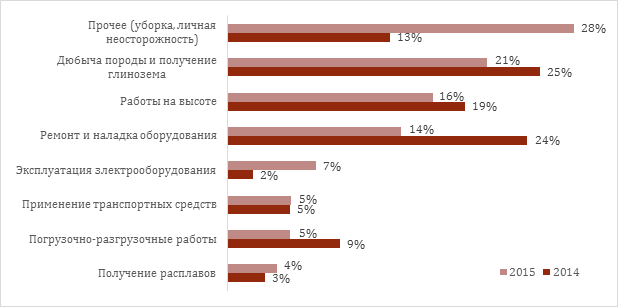 Прочее (уборка, личная
неосторожность)
28%
13%
Дюбыча породы и получение
глинозема
21%
25%
Работы на высоте
16%
19%
Ремонт и наладка оборудования
14%
24%
Эксплуатация злектрооборудования
7%
2%
Применение транспортных средств
5%
5%
Погрузочно-разгрузочные работы
5%
9%
Получение расплавов
4%
3%
2015 2014